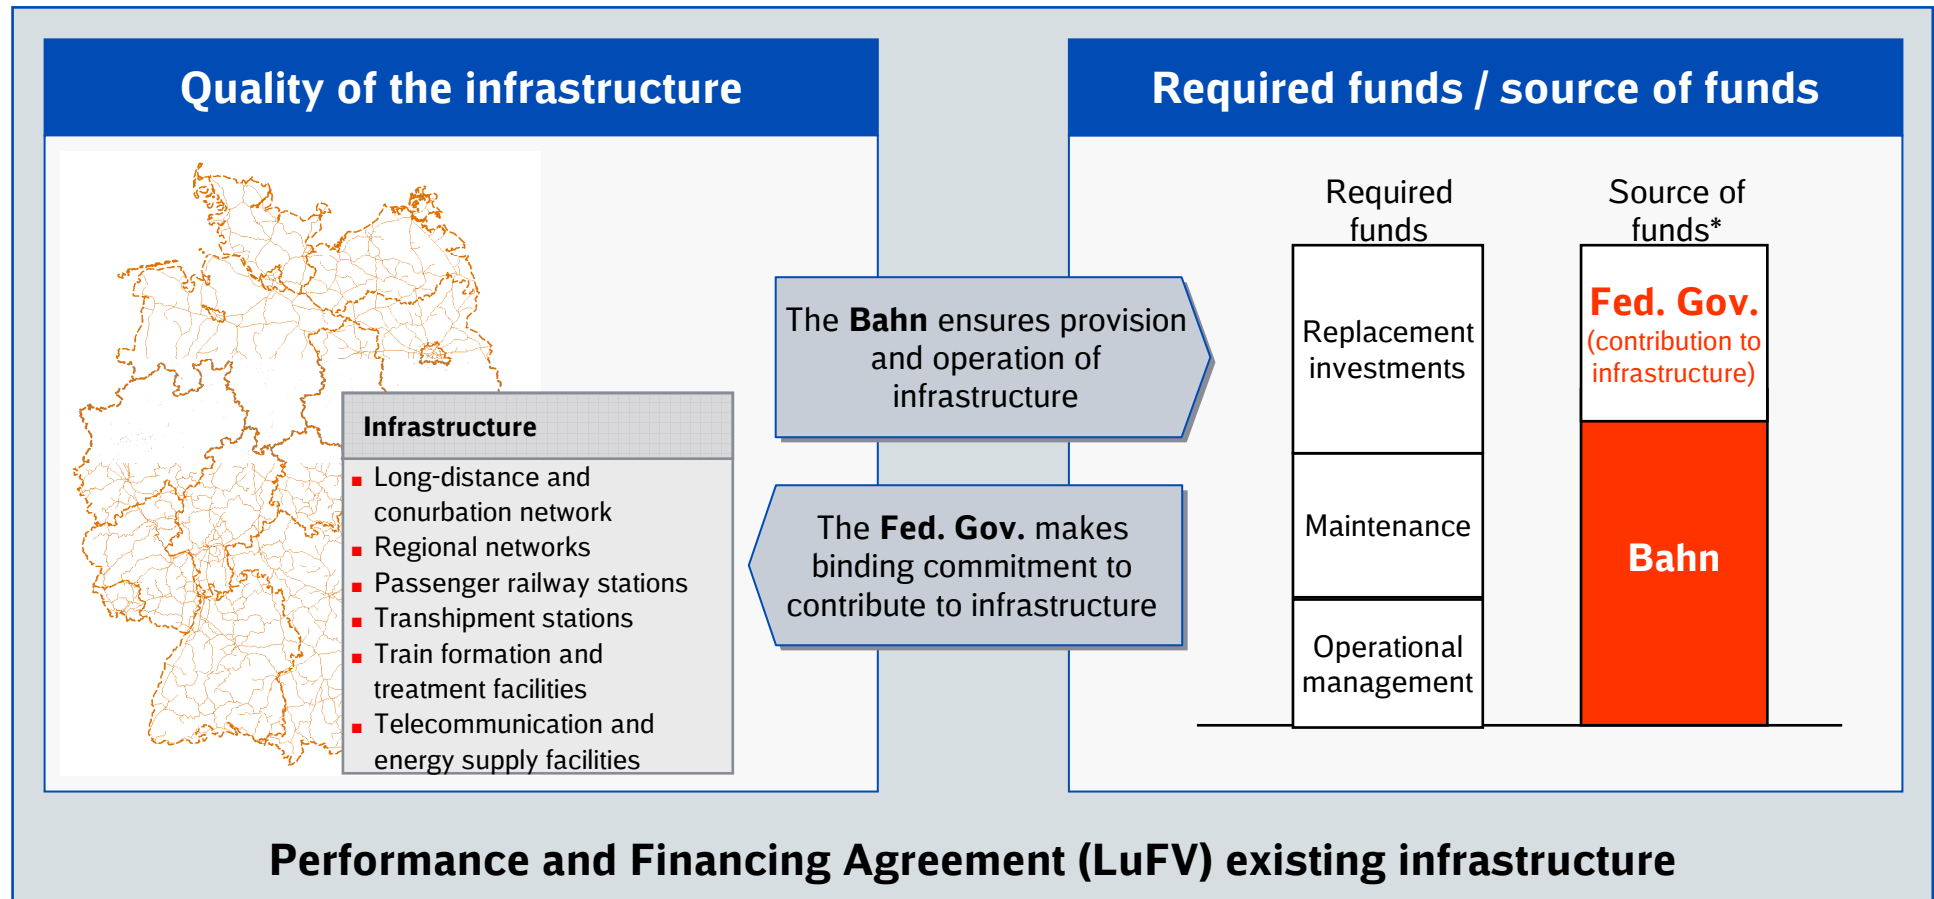 Quality of the infrastructure
Infrastructure
Long-distance and
conurbation network
Regional networks
Passenger railway stations
Transhipment stations
Train formation and
treatment facilities
Telecommunication and
energy supply facilities
The Bahn ensures provision
and operation of
infrastructure
The Fed. Gov. makes
binding commitment to
contribute to infrastructure
Required funds / source of funds
Required
funds
Replacement
investments
Maintenance
Operational
management
Source of
funds*
Fed. Gov.
(contribution to
infrastructure)
Bahn
Performance and Financing Agreement (LuFV) existing infrastructure